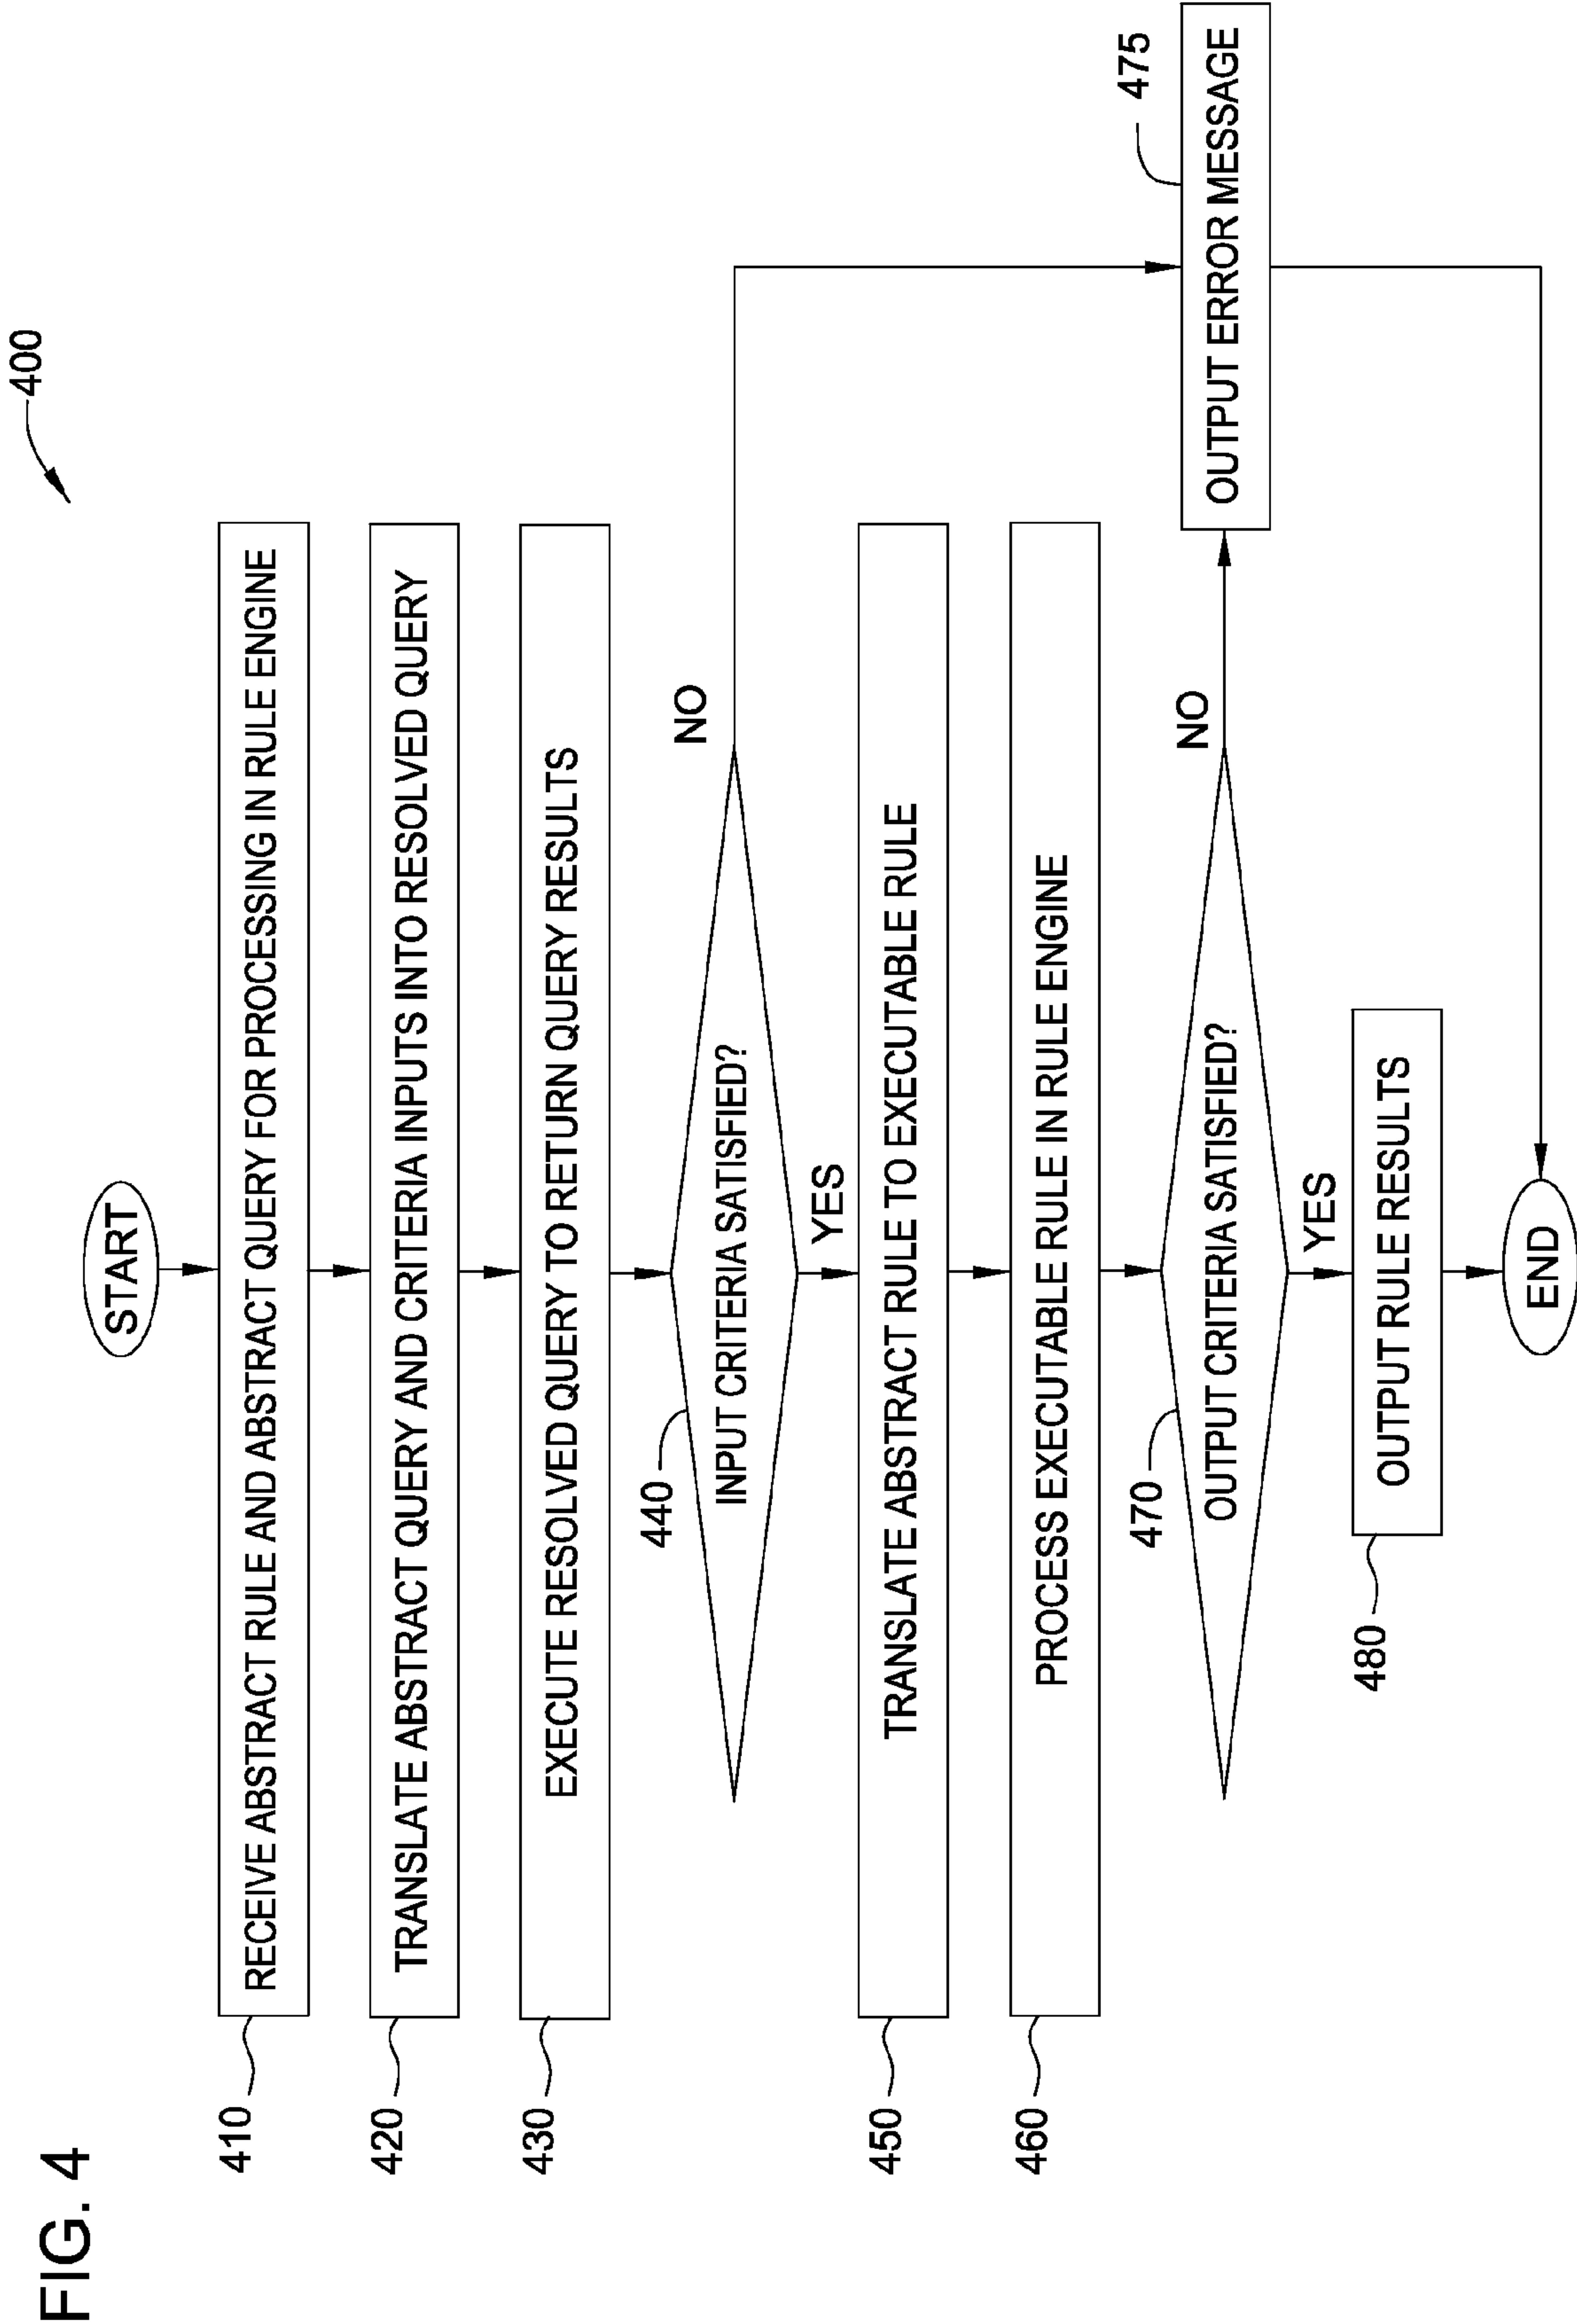 FIG. 4
400
START
410
RECEIVE ABSTRACT RULE AND ABSTRACT QUERY FOR PROCESSING IN RULE ENGINE
420
TRANSLATE ABSTRACT QUERY AND CRITERIA INPUTS INTO RESOLVED QUERY
430
EXECUTE RESOLVED QUERY TO RETURN QUERY RESULTS
440
INPUT CRITERIA SATISFIED?
NO
YES
450
TRANSLATE ABSTRACT RULE TO EXECUTABLE RULE
460
PROCESS EXECUTABLE RULE IN RULE ENGINE
470
OUTPUT CRITERIA SATISFIED?
NO
475
OUTPUT ERROR MESSAGE
YES
480
OUTPUT RULE RESULTS
END